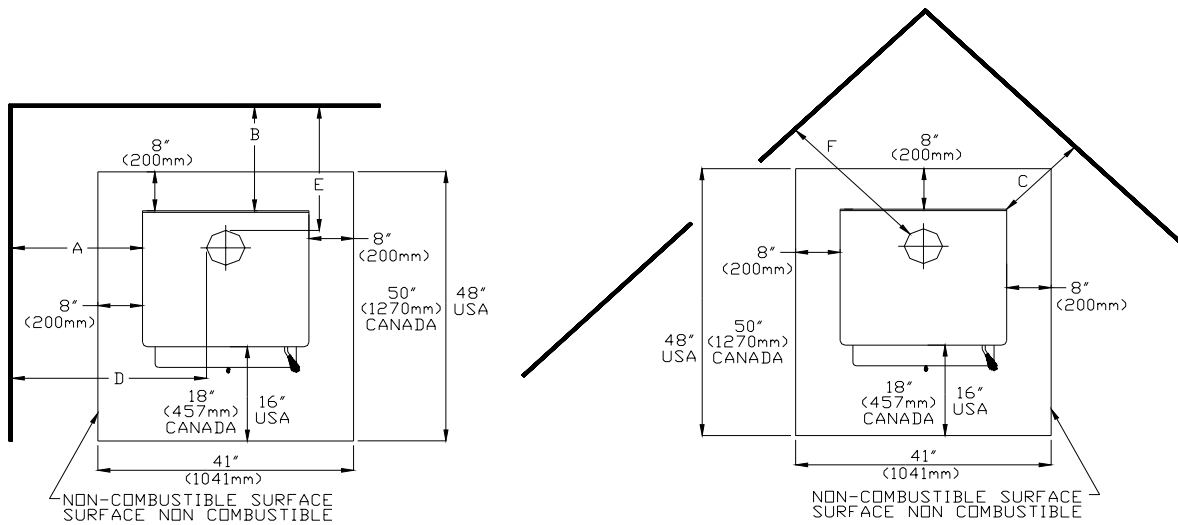 B
8"
(200mm)
E
A
8"
(200mm)
8"
(200mm)
50"
(1270mm)
CANADA
48"
USA
D
18"
(457mm)
CANADA
16"
USA
41"
(1041mm)
NON-COMBUSTIBLE SURFACE
SURFACE NON COMBUSTIBLE
F
8"
(200mm)
C
8"
(200mm)
8"
(200mm)
48"
USA
50"
(1270mm)
CANADA
18"
(457mm)
CANADA
16"
USA
41"
(1041mm)
NON-COMBUSTIBLE SURFACE
SURFACE NON COMBUSTIBLE